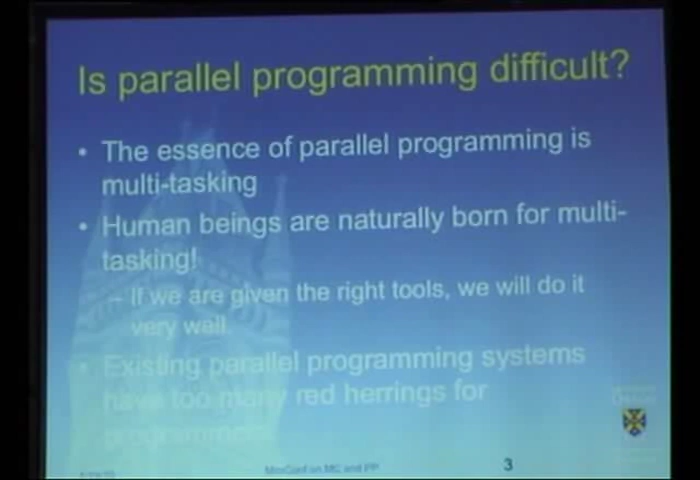 Is parallel programming difficult?
• The essence of parallel programming is
multi-tasking
• Human beings are naturally born for multi-
tasking!
– If we are given the right tools, we will do it
very well.
• Existing parallel programming systems
have too many red herrings for
programmers
MiniConf on MC and PP
3